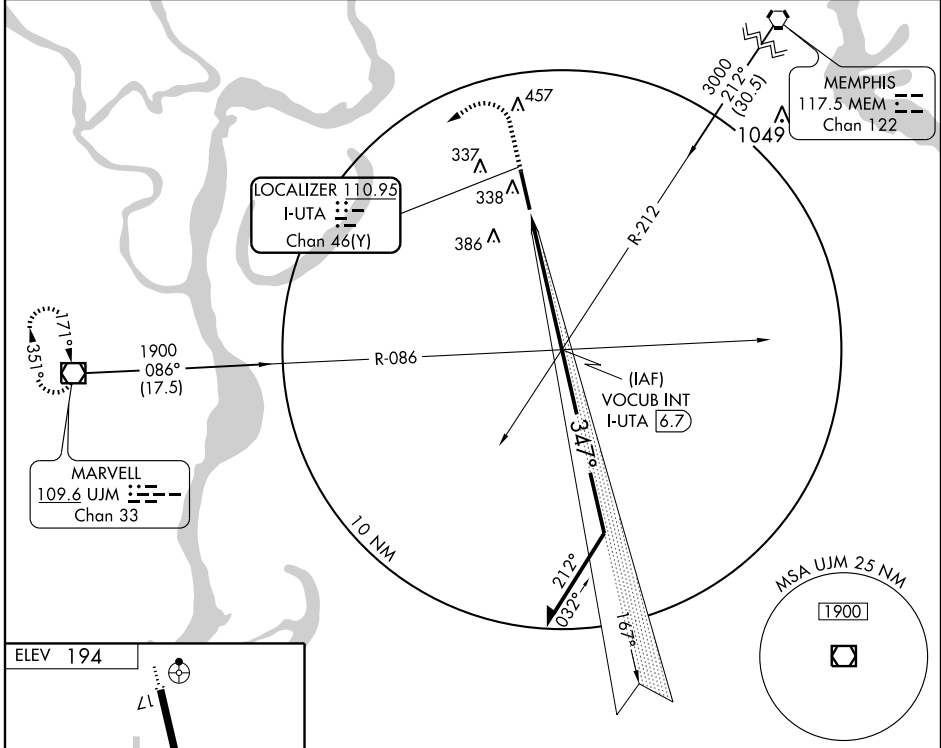 MEMPHIS
117.5 MEM
Chan 122
3000
212°
(30.5)
1049
457
337
338
386
LOCALIZER 110.95
I-UTA
Chan 46(Y)
R-212
171°
351°
1900
086°
(17.5)
R-086
(IAF)
VOCUB INT
I-UTA 6.7
347°
MARVELL
109.6 UJM
Chan 33
10 NM
212°
032°
167°
MSA UJM 25 NM
1900
ELEV 194
17